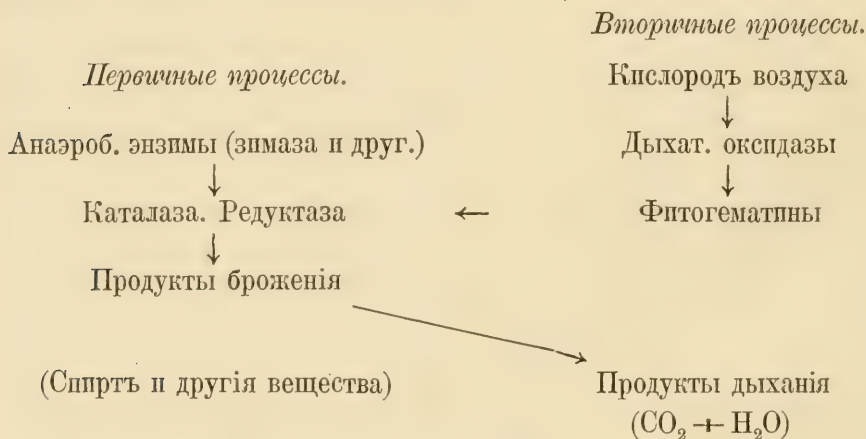 Вторичные процессы.
Первичные процессы.
Кислородъ воздуха
Анаэроб. энзимы (зимаза и друг.)
Дыхат. оксидазы
Каталаза. Редуктаза
Фитогематины
Продукты броженія
(Спиртъ и другія вещества)
Продукты дыханія
(CO₂ + H₂O)